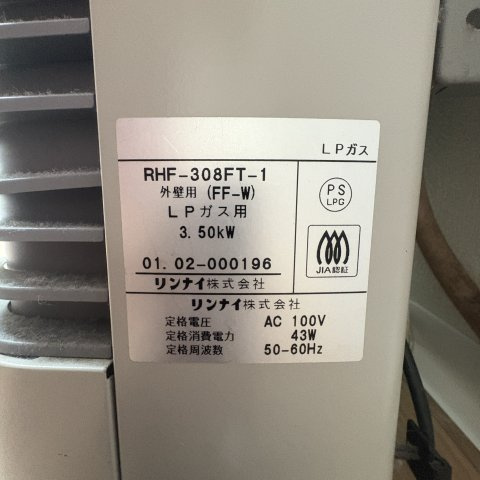 LPガス
RHF-308FT-1
外壁用 (FF-W)
LPガス用
3.50kW
PS
LPG
JIA認証
01.02-000196
リンナイ株式会社
リンナイ株式会社
定格電圧 AC 100V
定格消費電力 43W
定格周波数 50-60Hz